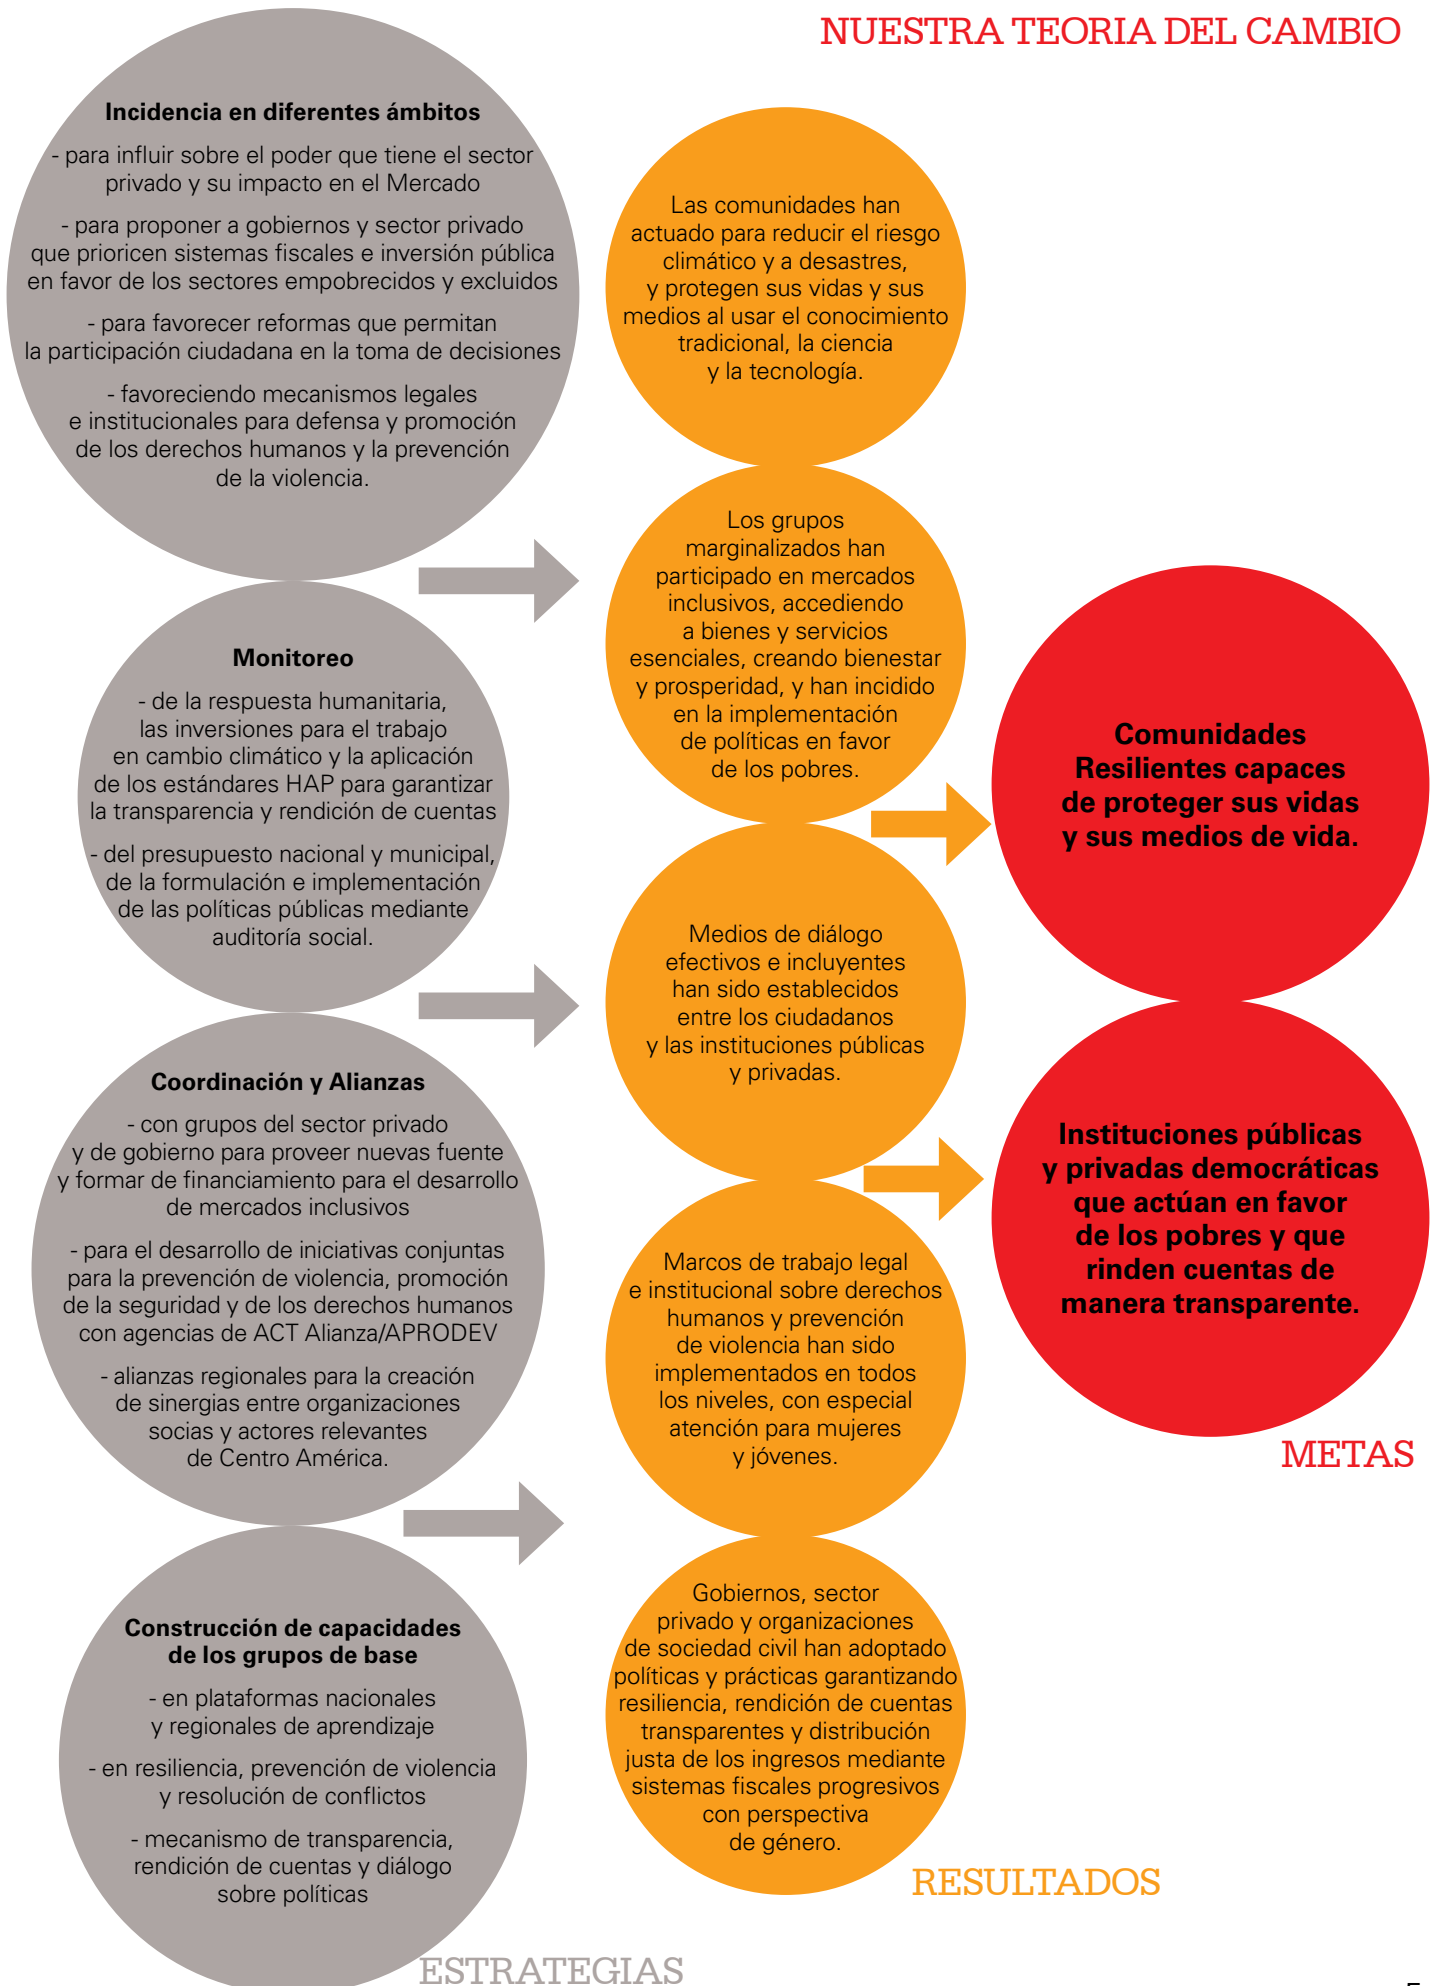 NUESTRA TEORIA DEL CAMBIO
Incidencia en diferentes ámbitos
- para influir sobre el poder que tiene el sector
privado y su impacto en el Mercado
- para proponer a gobiernos y sector privado
que prioricen sistemas fiscales e inversión pública
en favor de los sectores empobrecidos y excluidos
- para favorecer reformas que permitan
la participación ciudadana en la toma de decisiones
- favoreciendo mecanismos legales
e institucionales para defensa y promoción
de los derechos humanos y la prevención
de la violencia.
Monitoreo
- de la respuesta humanitaria,
las inversiones para el trabajo
en cambio climático y la aplicación
de los estándares HAP para garantizar
la transparencia y rendición de cuentas
- del presupuesto nacional y municipal,
de la formulación e implementación
de las políticas públicas mediante
auditoría social.
Coordinación y Alianzas
- con grupos del sector privado
y de gobierno para proveer nuevas fuente
y formar de financiamiento para el desarrollo
de mercados inclusivos
- para el desarrollo de iniciativas conjuntas
para la prevención de violencia, promoción
de la seguridad y de los derechos humanos
con agencias de ACT Alianza/APRODEV
- alianzas regionales para la creación
de sinergias entre organizaciones
socias y actores relevantes
de Centro América.
Construcción de capacidades
de los grupos de base
- en plataformas nacionales
y regionales de aprendizaje
- en resiliencia, prevención de violencia
y resolución de conflictos
- mecanismo de transparencia,
rendición de cuentas y diálogo
sobre políticas
ESTRATEGIAS
Las comunidades han
actuado para reducir el riesgo
climático y a desastres,
y protegen sus vidas y sus
medios al usar el conocimiento
tradicional, la ciencia
y la tecnología.
Los grupos
marginalizados han
participado en mercados
inclusivos, accediendo
a bienes y servicios
esenciales, creando bienestar
y prosperidad, y han incidido
en la implementación
de políticas en favor
de los pobres.
Medios de diálogo
efectivos e incluyentes
han sido establecidos
entre los ciudadanos
y las instituciones públicas
y privadas.
Marcos de trabajo legal
e institucional sobre derechos
humanos y prevención
de violencia han sido
implementados en todos
los niveles, con especial
atención para mujeres
y jóvenes.
Gobiernos, sector
privado y organizaciones
de sociedad civil han adoptado
políticas y prácticas garantizando
resiliencia, rendición de cuentas
transparentes y distribución
justa de los ingresos mediante
sistemas fiscales progresivos
con perspectiva
de género.
RESULTADOS
Comunidades
Resilientes capaces
de proteger sus vidas
y sus medios de vida.
Instituciones públicas
y privadas democráticas
que actúan en favor
de los pobres y que
rinden cuentas de
manera transparente.
METAS